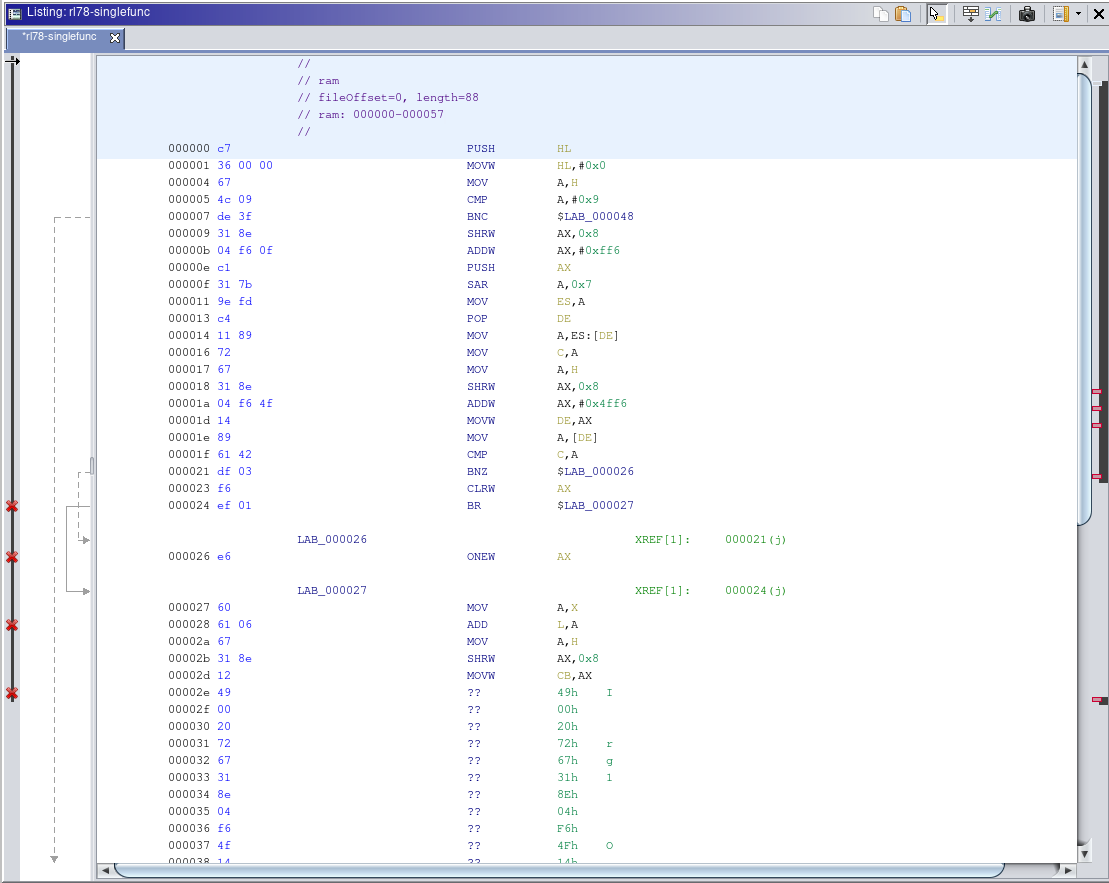 Listing: rl78-singlefunc
*rl78-singlefunc
//
// ram
// fileOffset=0, length=88
// ram: 000000-000057
//
000000 c7 PUSH HL
000001 36 00 00 MOVW HL,#0x0
000004 67 MOV A,H
000005 4c 09 CMP A,#0x9
000007 de 3f BNC $LAB_000048
000009 31 8e SHRW AX,0x8
00000b 04 f6 0f ADDW AX,#0xff6
00000e c1 PUSH AX
00000f 31 7b SAR A,0x7
000011 9e fd MOV ES,A
000013 c4 POP DE
000014 11 89 MOV A,ES:[DE]
000016 72 MOV C,A
000017 67 MOV A,H
000018 31 8e SHRW AX,0x8
00001a 04 f6 4f ADDW AX,#0x4ff6
00001d 14 MOVW DE,AX
00001e 89 MOV A,[DE]
00001f 61 42 CMP C,A
000021 df 03 BNZ $LAB_000026
000023 f6 CLRW AX
000024 ef 01 BR $LAB_000027
LAB_000026 XREF[1]: 000021(j)
000026 e6 ONEW AX
LAB_000027 XREF[1]: 000024(j)
000027 60 MOV A,X
000028 61 06 ADD L,A
00002a 67 MOV A,H
00002b 31 8e SHRW AX,0x8
00002d 12 MOVW CB,AX
00002e 49 ?? 49h I
00002f 00 ?? 00h
000030 20 ?? 20h
000031 72 ?? 72h r
000032 67 ?? 67h g
000033 31 ?? 31h 1
000034 8e ?? 8Eh
000035 04 ?? 04h
000036 f6 ?? F6h
000037 4f ?? 4Fh O
000038 14 ?? 14h